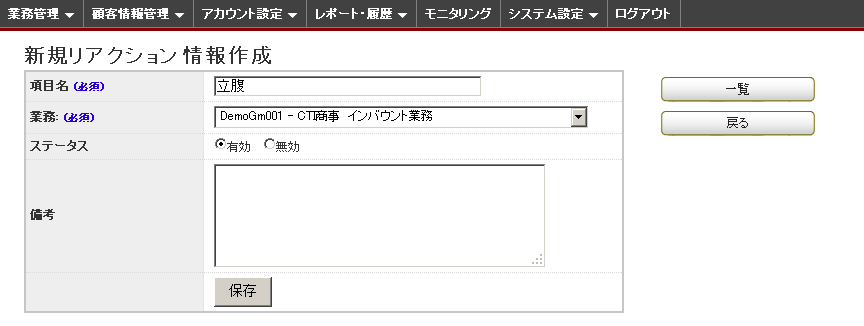 業務管理 顧客情報管理 アカウント設定 レポート・履歴 モニタリング システム設定 ログアウト
新規リアクション情報作成
項目名 (必須) 立腹
一覧
業務: (必須) DemoGm001 - CTI商事 インバウント業務
戻る
ステータス 有効 無効
備考
保存